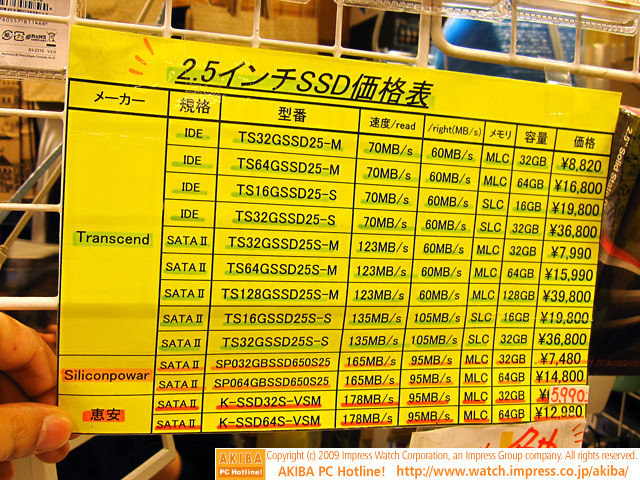 RoHS
2.5インチSSD価格表
メーカー 規格 型番 速度/read /right(MB/s) メモリ 容量 価格
Transcend
IDE TS32GSSD25-M 70MB/s 60MB/s MLC 32GB ¥8,820
IDE TS64GSSD25-M 70MB/s 60MB/s MLC 64GB ¥16,800
IDE TS16GSSD25-S 70MB/s 60MB/s SLC 16GB ¥19,800
IDE TS32GSSD25-S 70MB/s 60MB/s SLC 32GB ¥36,800
SATAⅡ TS32GSSD25S-M 123MB/s 60MB/s MLC 32GB ¥7,990
SATAⅡ TS64GSSD25S-M 123MB/s 60MB/s MLC 64GB ¥15,990
SATAⅡ TS128GSSD25S-M 123MB/s 60MB/s MLC 128GB ¥39,800
SATAⅡ TS16GSSD25S-S 135MB/s 105MB/s SLC 16GB ¥19,800
SATAⅡ TS32GSSD25S-S 135MB/s 105MB/s SLC 32GB ¥36,800
Siliconpowar
SATAⅡ SP032GBSSD650S25 165MB/s 95MB/s MLC 32GB ¥7,480
SATAⅡ SP064GBSSD650S25 165MB/s 95MB/s MLC 64GB ¥14,800
恵安
SATAⅡ K-SSD32S-VSM 178MB/s 95MB/s MLC 32GB ¥5,990
SATAⅡ K-SSD64S-VSM 178MB/s 95MB/s MLC 64GB ¥12,980
AKIBA
PC Hotline!
Copyright (c) 2009 Impress Watch Corporation, an Impress Group company. All rights reserved.
AKIBA PC Hotline! http://www.watch.impress.co.jp/akiba/